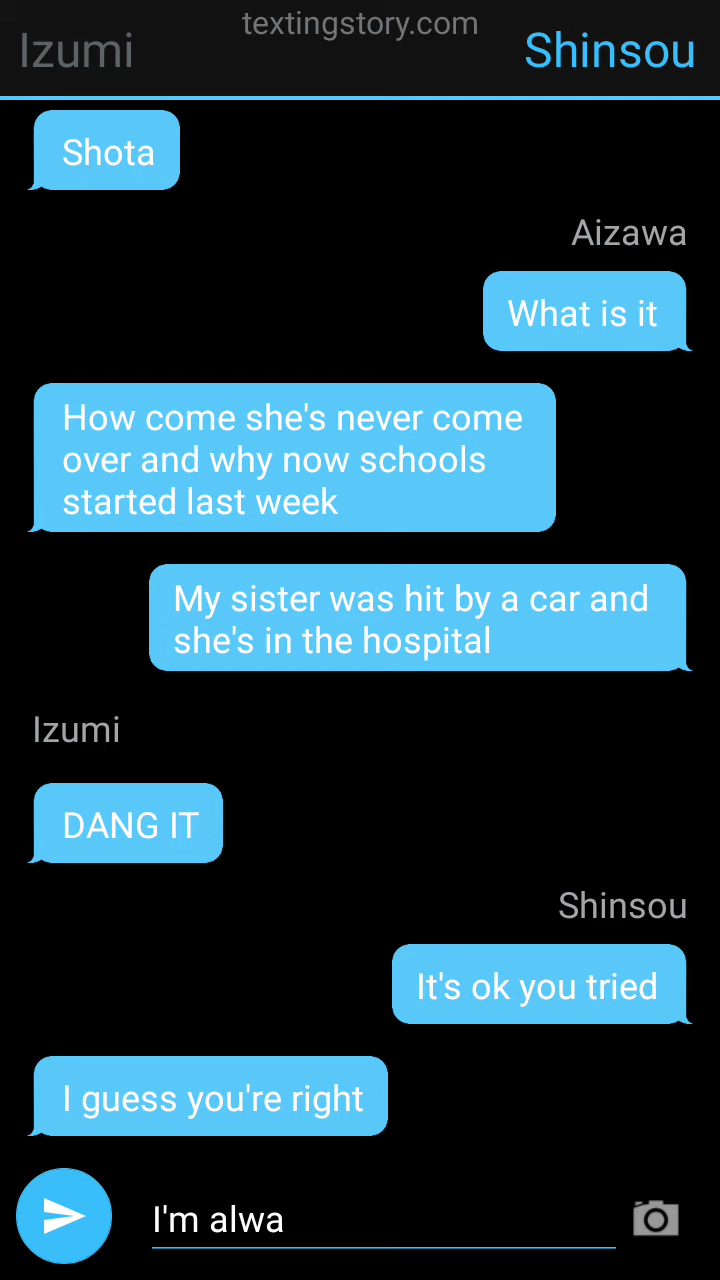 textingstory.com
Izumi
Shinsou
Shota
Aizawa
What is it
How come she's never come
over and why now schools
started last week
My sister was hit by a car and
she's in the hospital
Izumi
DANG IT
Shinsou
It's ok you tried
I guess you're right
I'm alwa